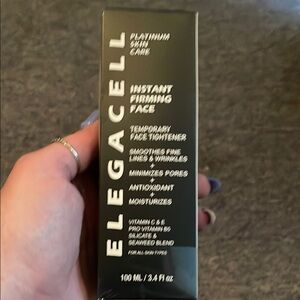 ELEGACELL
PLATINUM
SKIN
CARE
INSTANT
FIRMING
FACE
TEMPORARY
FACE TIGHTENER
SMOOTHES FINE
LINES & WRINKLES
+
MINIMIZES PORES
+
ANTIOXIDANT
+
MOISTURIZES
VITAMIN C & E
PRO VITAMIN B5
SILICATE &
SEAWEED BLEND
FOR ALL SKIN TYPES
100 ML / 3.4 Fl oz